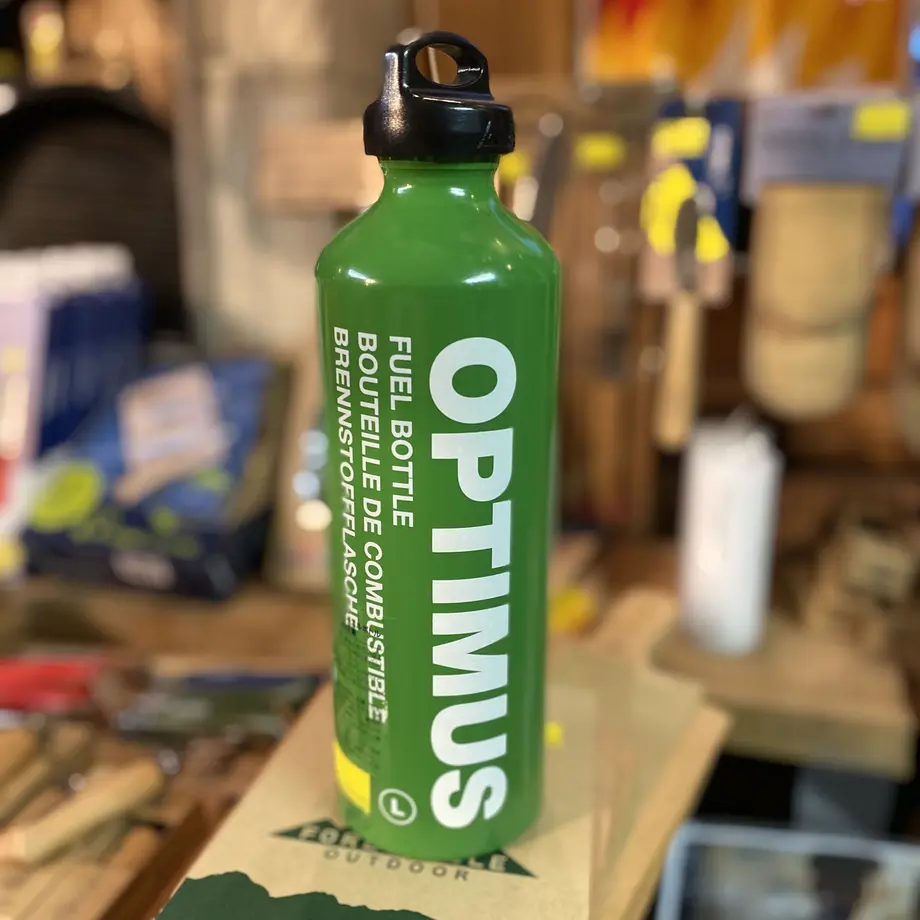 OPTIMUS
FUEL BOTTLE
BOUTEILLE DE COMBUSTIBLE
BRENNSTOFFFLASCHE
L
OUTDOOR